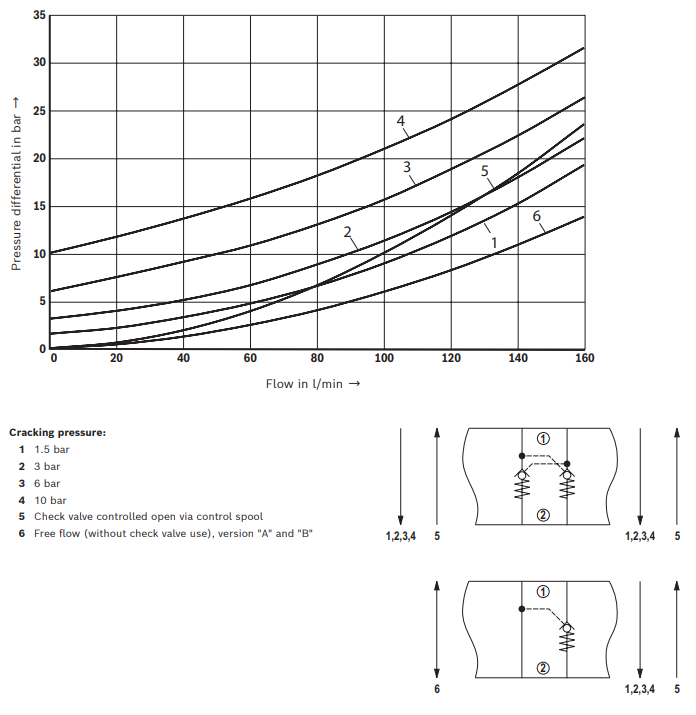 35
30
25
20
15
10
5
0
Pressure differential in bar →
4
3
5
2
1
6
0 20 40 60 80 100 120 140 160
Flow in l/min →
Cracking pressure:
1 1.5 bar
2 3 bar
3 6 bar
4 10 bar
5 Check valve controlled open via control spool
6 Free flow (without check valve use), version "A" and "B"
①
②
1,2,3,4 5 1,2,3,4 5
①
②
6 1,2,3,4 5